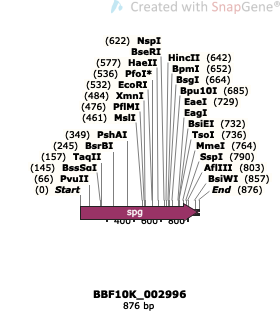 Created with SnapGene®
(622) NspI
BseRI
(577) HaeII
(536) PfoI*
(532) EcoRI
(484) XmnI
(476) PflMI
(461) MslI
(349) PshAI
(245) BsrBI
(157) TaqII
(145) BssSαI
(66) PvuII
(0) Start
HincII (642)
BpmI (652)
BsgI (664)
Bpu10I (685)
EaeI (729)
EagI
BsiEI (732)
TsoI (736)
MmeI (764)
SspI (790)
AflIII (803)
BsiWI (857)
End (876)
spg
400 600 800
BBF10K_002996
876 bp